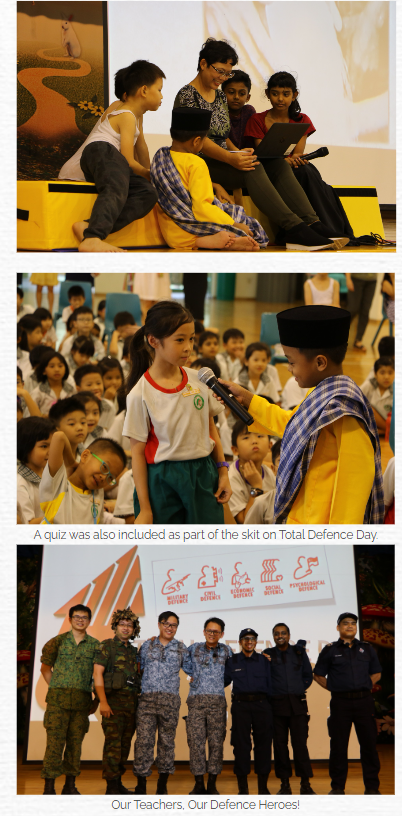 A quiz was also included as part of the skit on Total Defence Day.
MILITARY DEFENCE
CIVIL DEFENCE
ECONOMIC DEFENCE
SOCIAL DEFENCE
PSYCHOLOGICAL DEFENCE
Our Teachers, Our Defence Heroes!